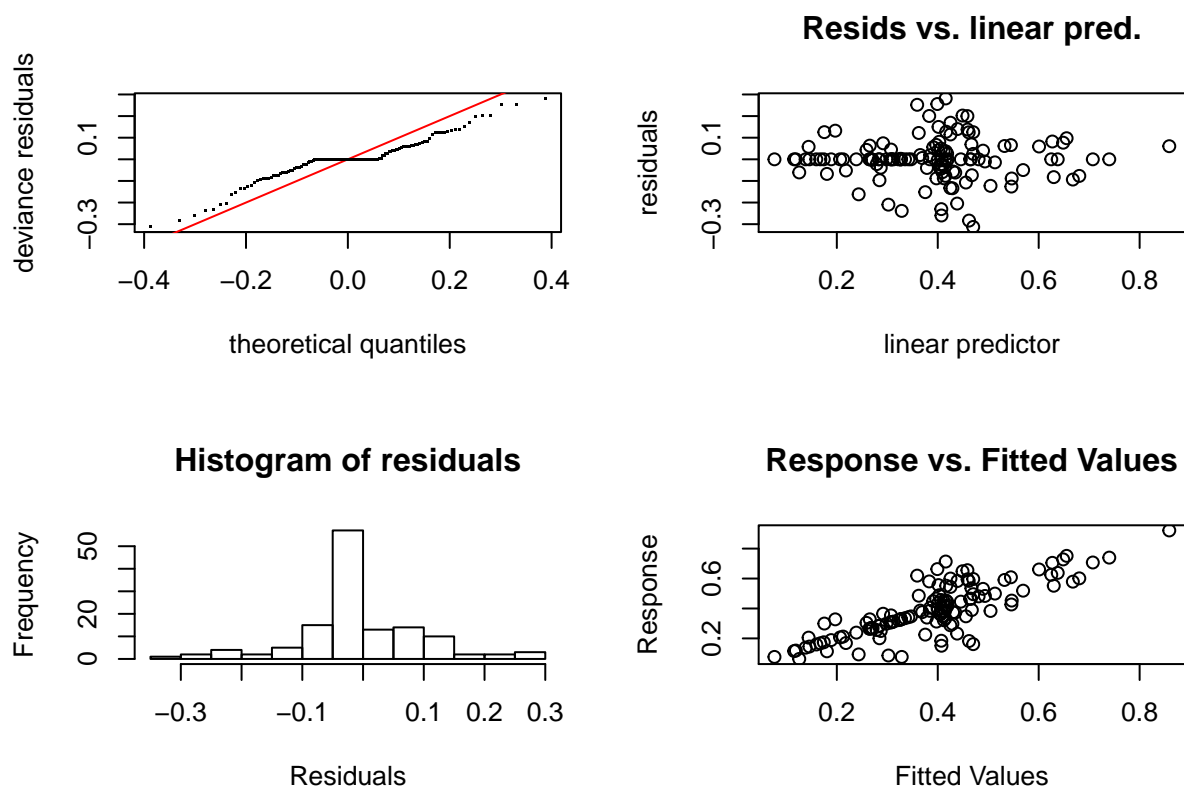 deviance residuals
−0.3
0.1
−0.4
−0.2
0.0
0.2
0.4
theoretical quantiles
Resids vs. linear pred.
residuals
−0.3
0.1
0.2
0.4
0.6
0.8
linear predictor
Histogram of residuals
Frequency
0
20
50
−0.3
−0.1
0.1
0.2
0.3
Residuals
Response vs. Fitted Values
Response
0.2
0.6
0.2
0.4
0.6
0.8
Fitted Values